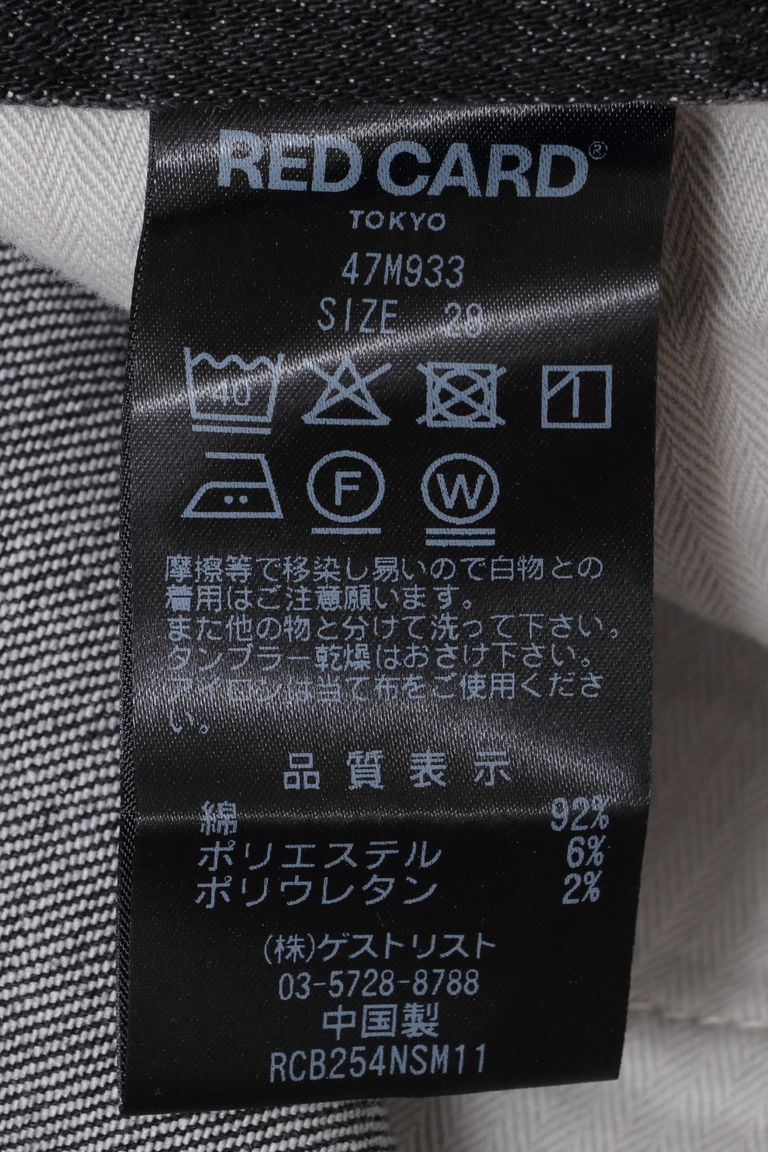 RED CARD®
TOKYO
47M933
SIZE 28
40
F W
摩擦等で移染し易いので白物との
着用はご注意願います。
また他の物と分けて洗って下さい。
タンブラー乾燥はおさけ下さい。
アイロンは当て布をご使用くださ
い。
品質表示
綿 92%
ポリエステル 6%
ポリウレタン 2%
(株)ゲストリスト
03-5728-8788
中国製
RCB254NSM11